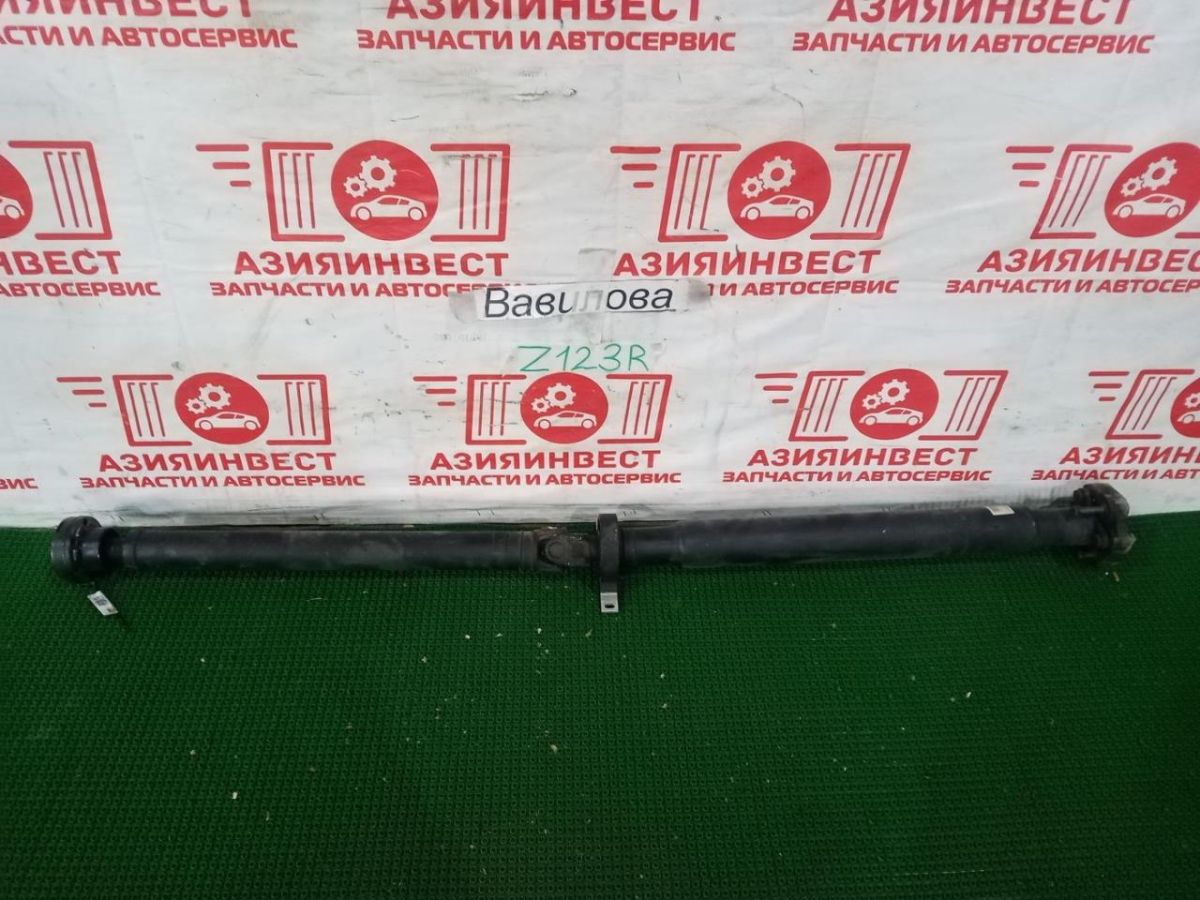 АЗИЯИНВЕСТ АЗИЯИНВЕСТ
ЗАПЧАСТИ И АВТОСЕРВИС ЗАПЧАСТИ И АВТОСЕРВИС
АЗИЯИНВЕСТ АЗИЯИНВЕСТ АЗИЯИНВЕСТ
АВТОСЕРВИС ЗАПЧАСТИ И АВТОСЕРВИС И АВТОСЕРВИС ЗАПЧАСТИ И АВТОСЕРВИС
Вавилова
Z123R
АЗИЯИНВЕСТ АЗИЯИНВЕСТ АЗИЯИНВЕСТ АЗИЯИНВЕСТ
ЗАПЧАСТИ И АВТОСЕРВИС ЗАПЧАСТИ И АВТОСЕРВИС ЗАПЧАСТИ И АВТОСЕРВИС ЗАПЧАСТИ И АВТОСЕРВИС